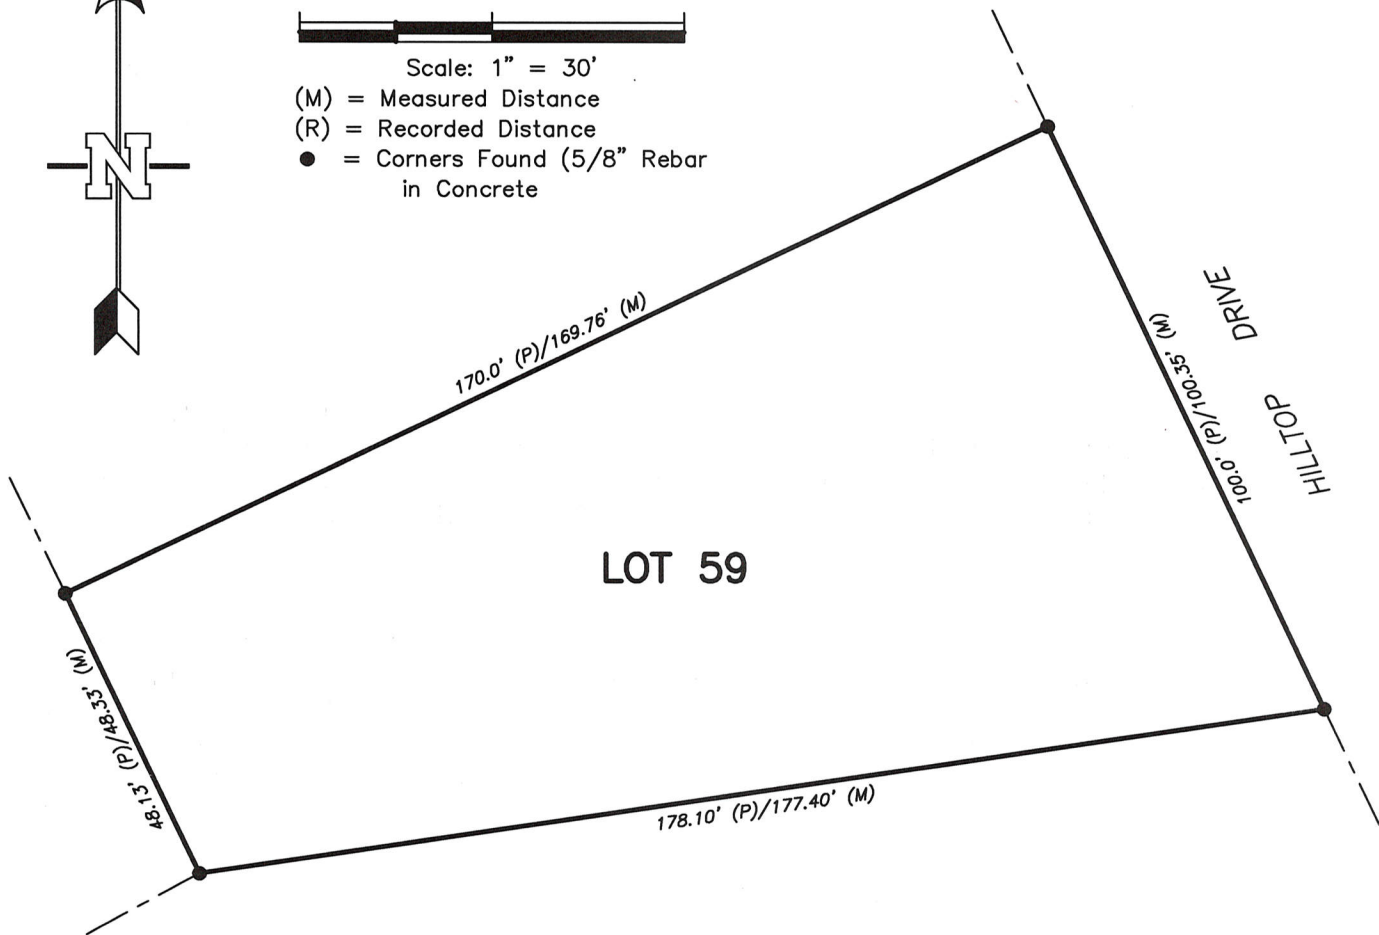 N
Scale: 1" = 30'
(M) = Measured Distance
(R) = Recorded Distance
● = Corners Found (5/8" Rebar
in Concrete
170.0' (P)/169.76' (M)
100.0' (P)/100.35' (M)
HILLTOP DRIVE
LOT 59
48.13' (P)/48.33' (M)
178.10' (P)/177.40' (M)